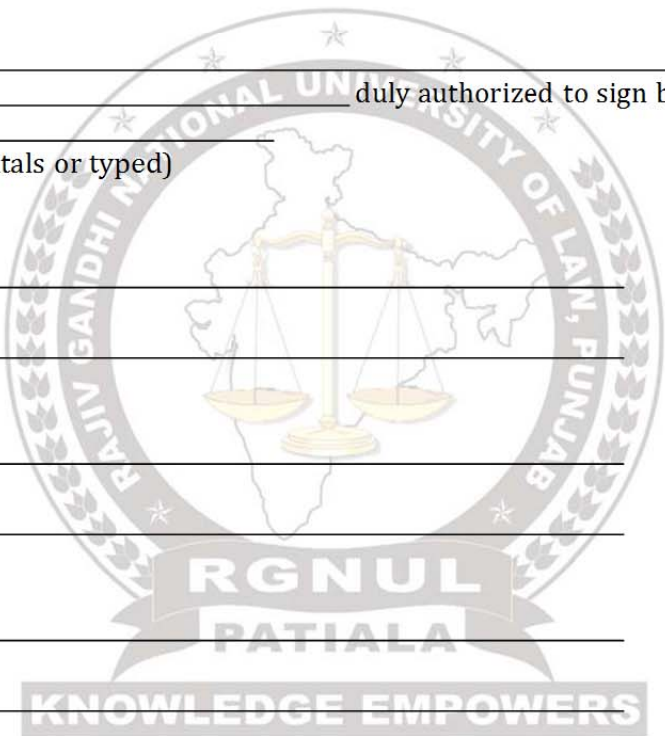 duly authorized to sign b
tals or typed)
RAJIV GANDHI NATIONAL UNIVERSITY OF LAW, PUNJAB
RGNUL
PATIALA
KNOWLEDGE EMPOWERS